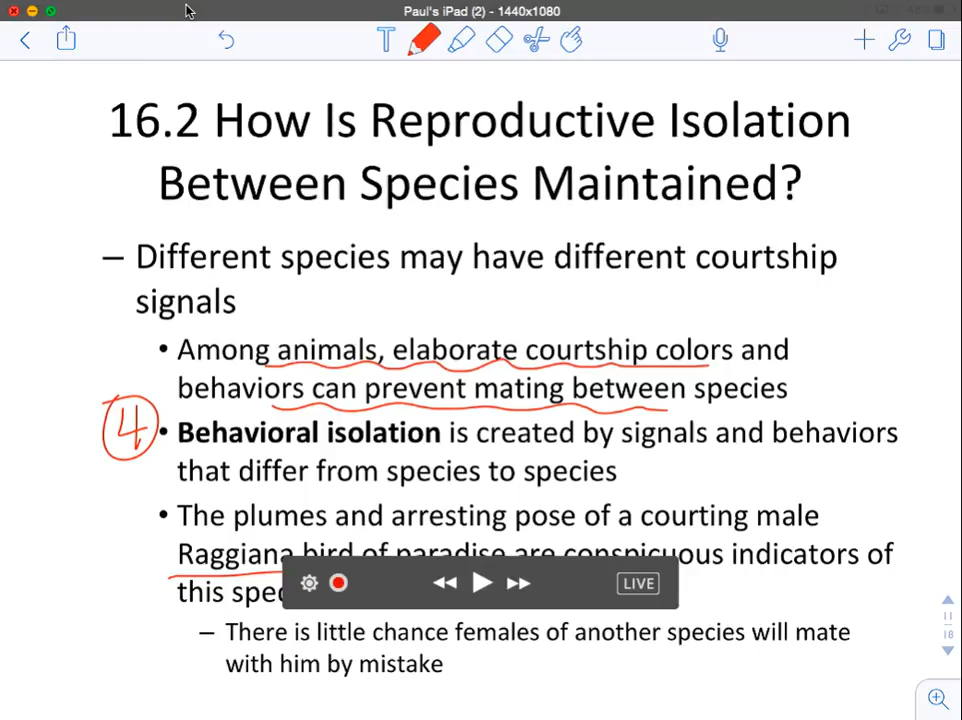 Paul's iPad (2) - 1440x1080
T
16.2 How Is Reproductive Isolation
Between Species Maintained?
– Different species may have different courtship
signals
• Among animals, elaborate courtship colors and
behaviors can prevent mating between species
4
• Behavioral isolation is created by signals and behaviors
that differ from species to species
• The plumes and arresting pose of a courting male
Raggiana bird of paradise are conspicuous indicators of
this
LIVE
– There is little chance females of another species will mate
with him by mistake
11
18